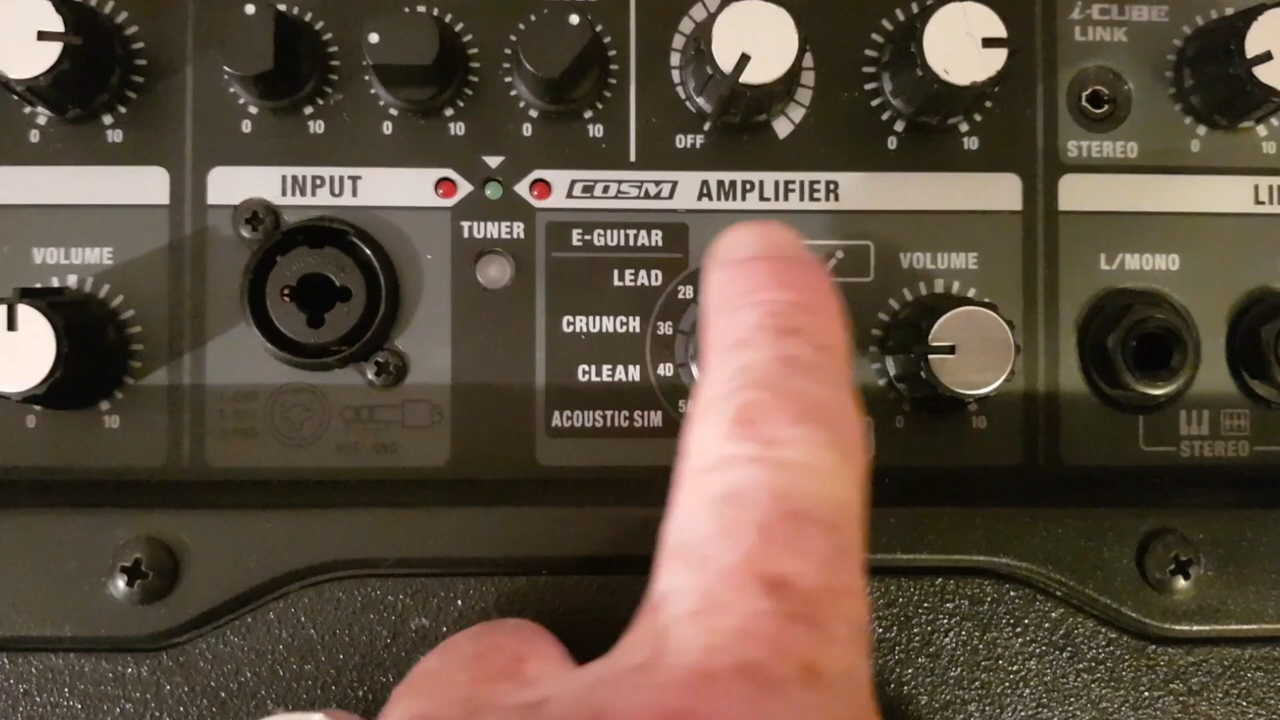 i-CUBE
LINK
0 10
0 10
0 10
0 10
OFF
0 10
STEREO
0 10
INPUT
COSM AMPLIFIER
TUNER
VOLUME
E-GUITAR
LEAD
2B
CRUNCH
3G
CLEAN
4D
ACOUSTIC SIM
VOLUME
L/MONO
0 10
0 10
STEREO